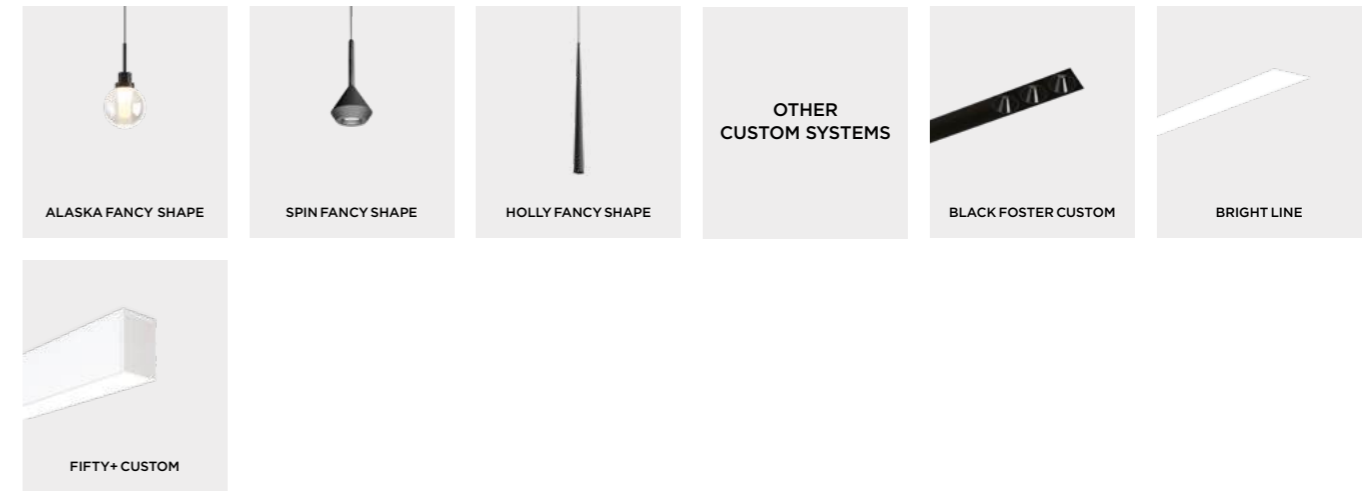 ALASKA FANCY SHAPE
SPIN FANCY SHAPE
HOLLY FANCY SHAPE
OTHER
CUSTOM SYSTEMS
BLACK FOSTER CUSTOM
BRIGHT LINE
FIFTY+ CUSTOM